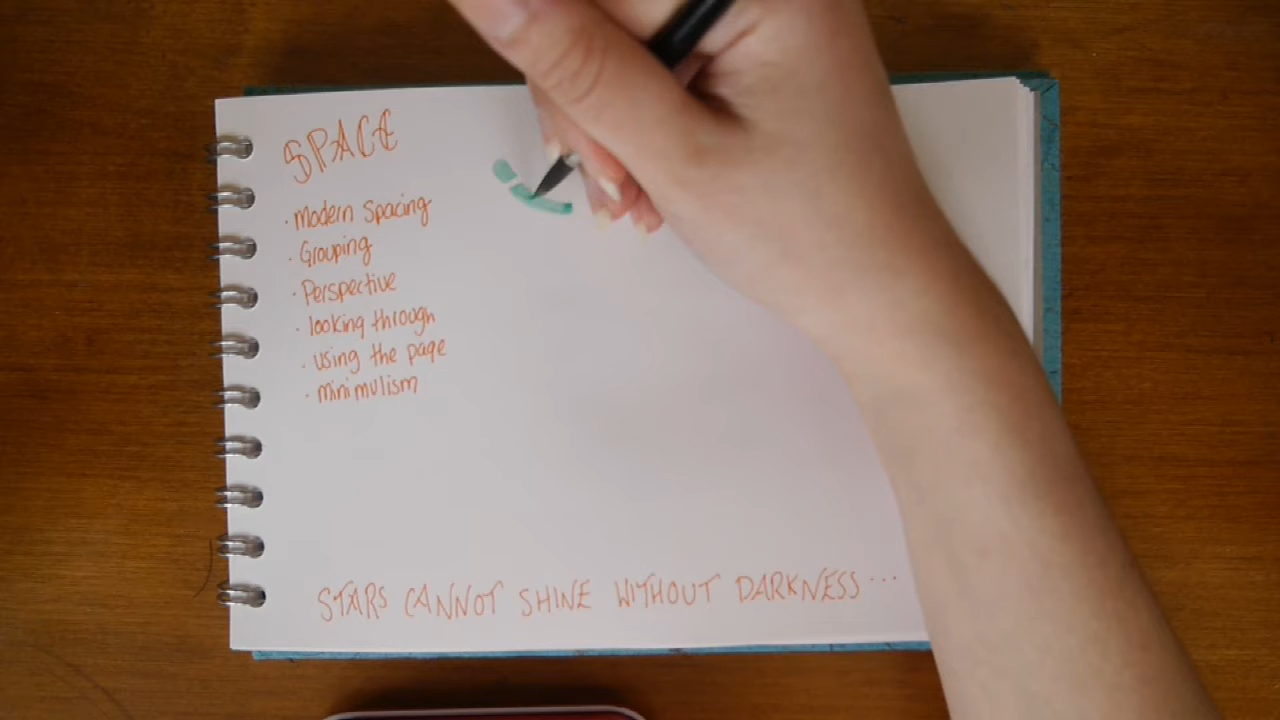 SPACE
· Modern Spacing
· Grouping
· Perspective
· looking through
· using the page
· minimulism
STARS CANNOT SHINE WITHOUT DARKNESS...